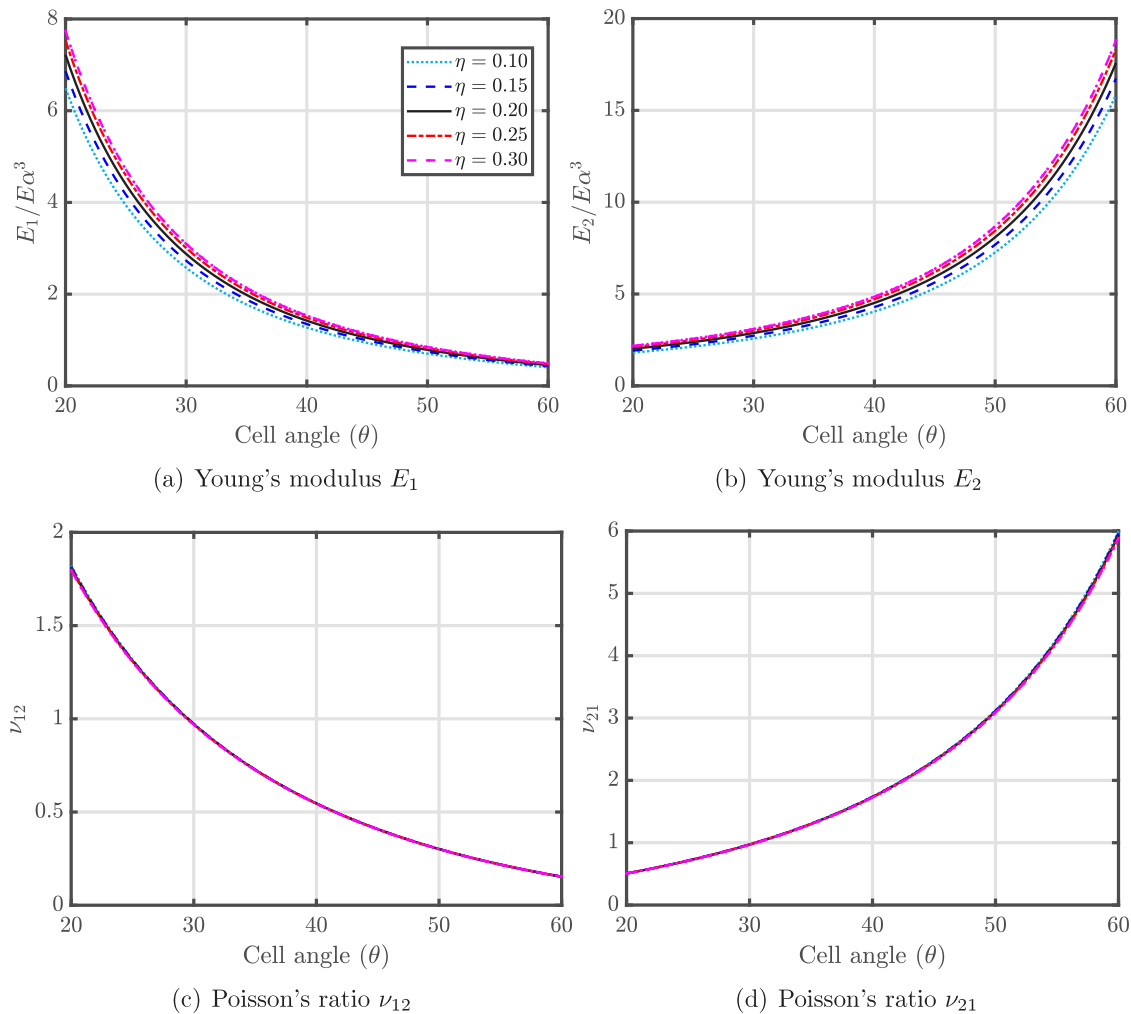 8
6
4
2
0
20 30 40 50 60
E₁/Eα³
Cell angle (θ)
η = 0.10
η = 0.15
η = 0.20
η = 0.25
η = 0.30
(a) Young's modulus E₁
20
15
10
5
0
20 30 40 50 60
E₂/Eα³
Cell angle (θ)
(b) Young's modulus E₂
2
1.5
1
0.5
0
20 30 40 50 60
ν₁₂
Cell angle (θ)
(c) Poisson's ratio ν₁₂
6
5
4
3
2
1
0
20 30 40 50 60
ν₂₁
Cell angle (θ)
(d) Poisson's ratio ν₂₁